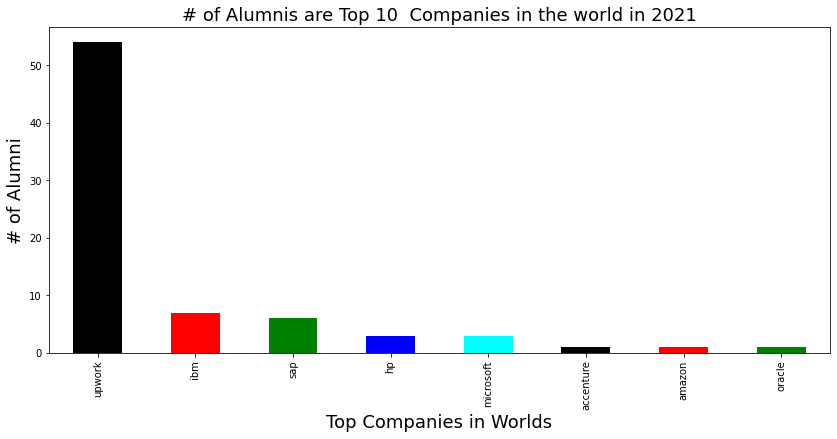 # of Alumnis are Top 10  Companies in the world in 2021
# of Alumni
50
40
30
20
10
0
upwork
ibm
sap
hp
microsoft
accenture
amazon
oracle
Top Companies in Worlds